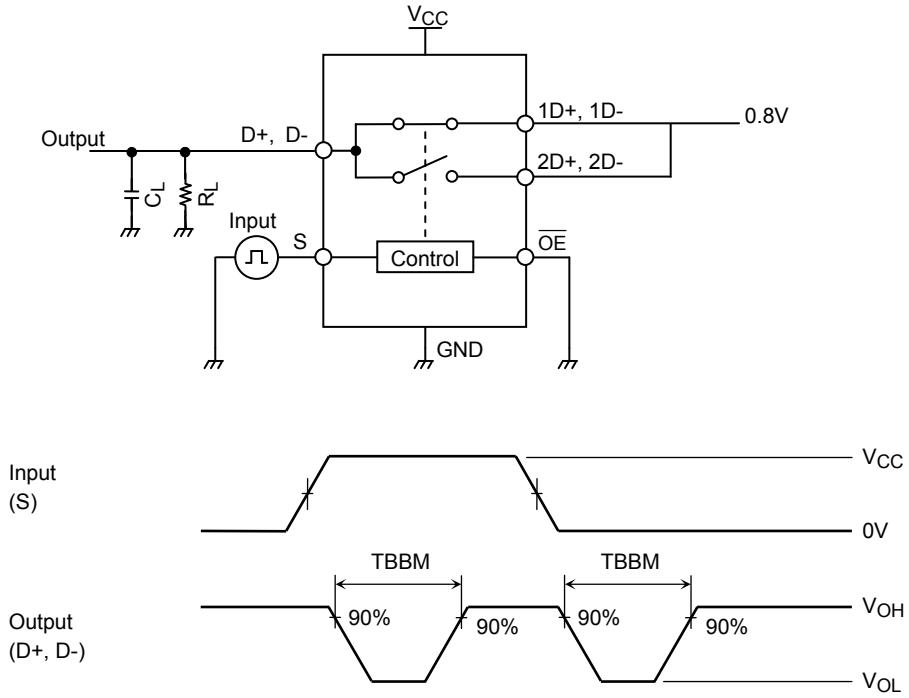 VCC
1D+, 1D-
0.8V
Output
D+, D-
2D+, 2D-
CL
RL
Input
S
Control
OE
GND
Input
(S)
VCC
0V
TBBM
TBBM
Output
(D+, D-)
90%
90%
90%
90%
VOH
VOL